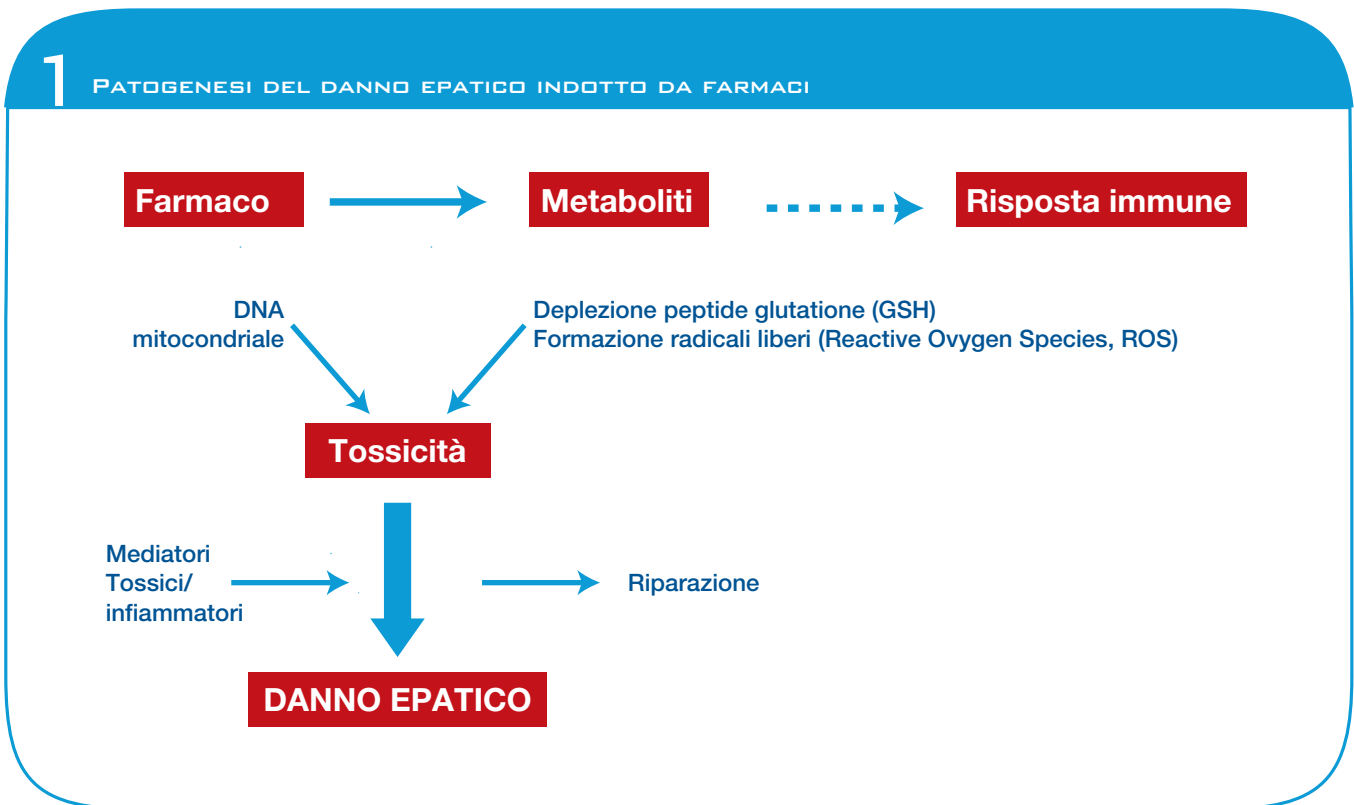 1 Patogenesi del danno epatico indotto da farmaci
Farmaco
Metaboliti
Risposta immune
DNA
mitocondriale
Deplezione peptide glutatione (GSH)
Formazione radicali liberi (Reactive Ovygen Species, ROS)
Tossicità
Mediatori
Tossici/
infiammatori
Riparazione
DANNO EPATICO